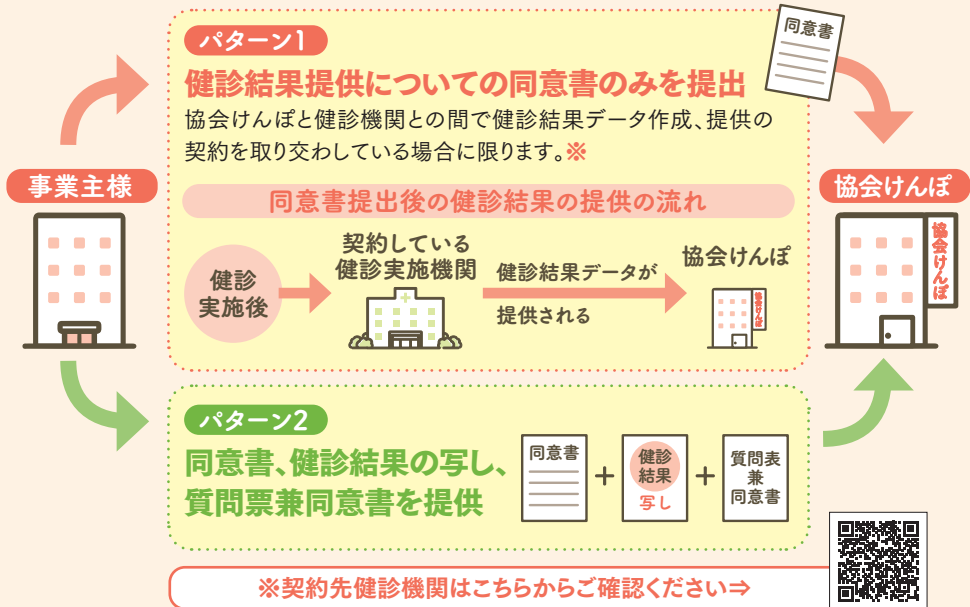 パターン1
同意書
健診結果提供についての同意書のみを提出
協会けんぽと健診機関との間で健診結果データ作成、提供の
契約を取り交わしている場合に限ります。※
事業主様
協会けんぽ
協会けんぽ
同意書提出後の健診結果の提供の流れ
健診
実施後
契約している
健診実施機関
健診結果データが
提供される
協会けんぽ
協会けんぽ
パターン2
同意書、健診結果の写し、
質問票兼同意書を提供
同意書
+
健診
結果
写し
+
質問表
兼
同意書
※契約先健診機関はこちらからご確認ください⇒